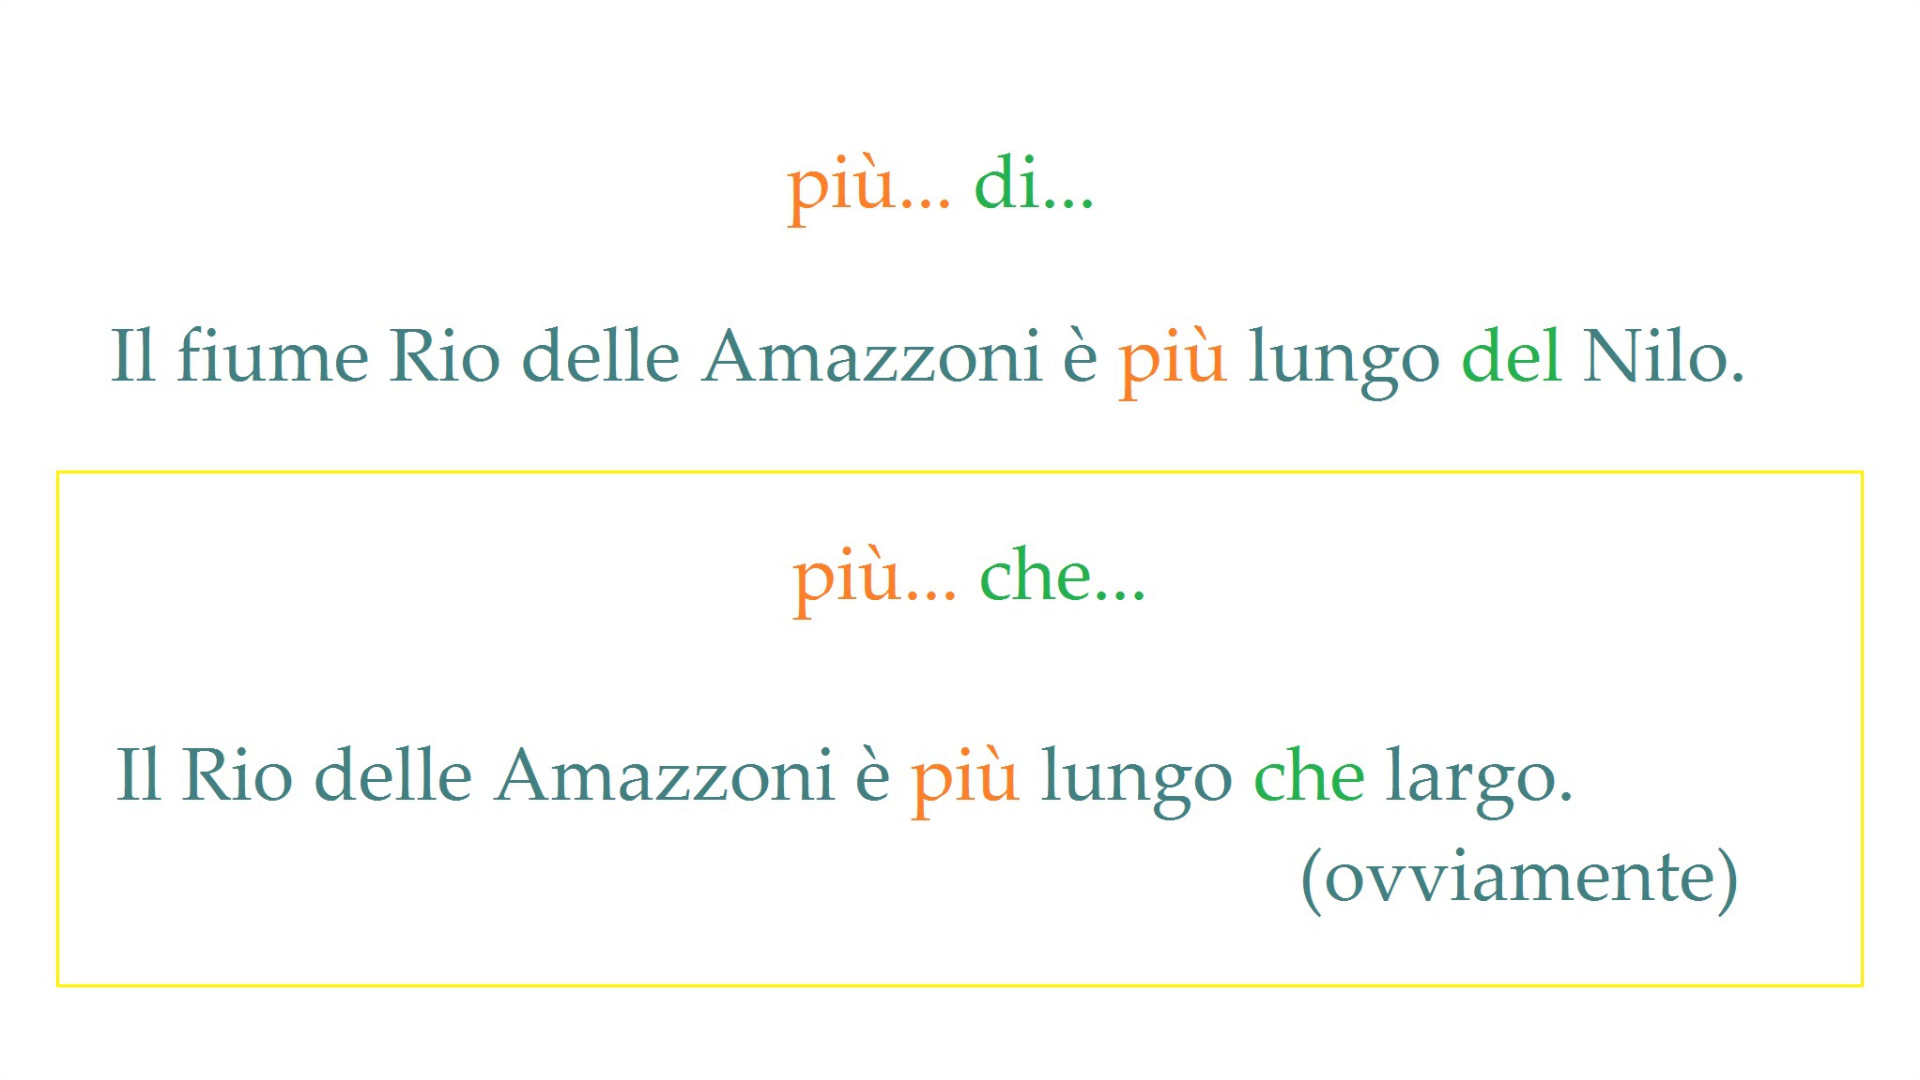 più... di...
Il fiume Rio delle Amazzoni è più lungo del Nilo.
più... che...
Il Rio delle Amazzoni è più lungo che largo.
(ovviamente)